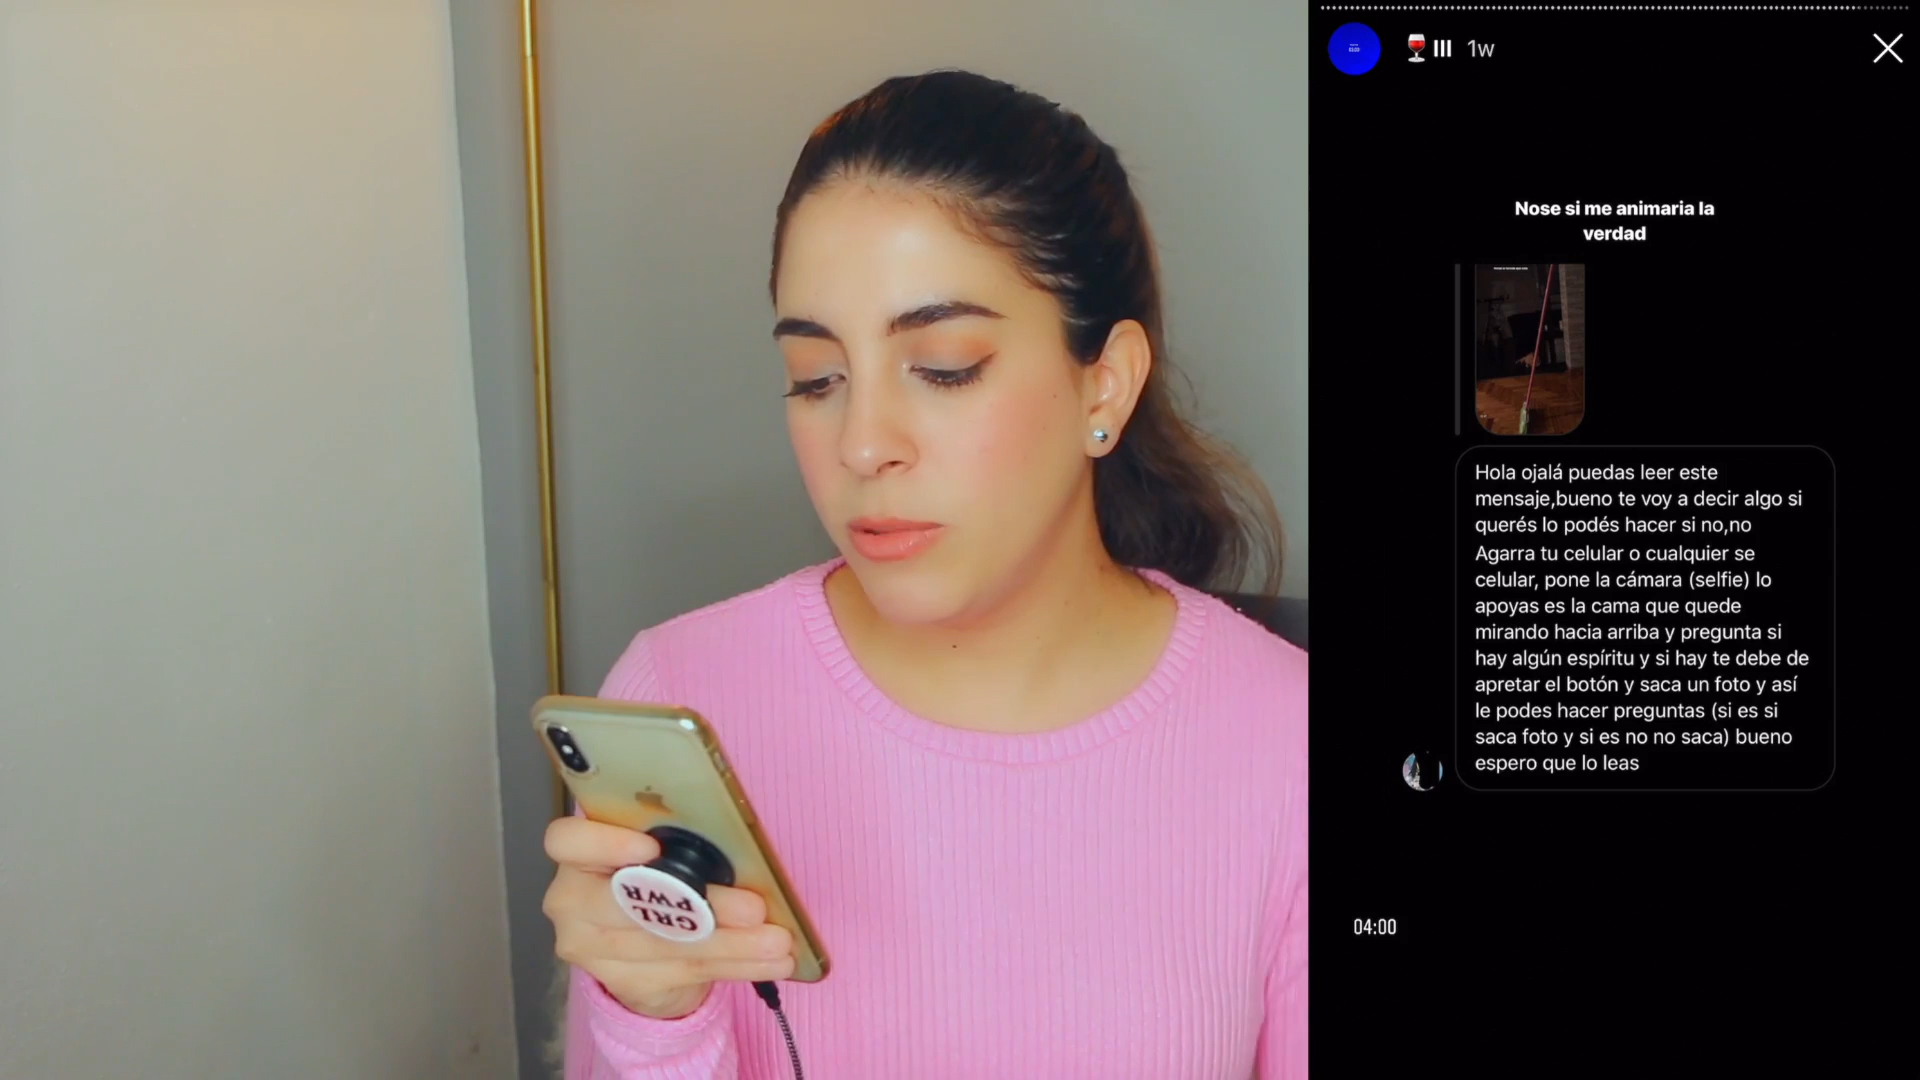 🍷 III 1w
Nose si me animaria la
verdad
Hola ojalá puedas leer este
mensaje,bueno te voy a decir algo si
querés lo podés hacer si no,no
Agarra tu celular o cualquier se
celular, pone la cámara (selfie) lo
apoyas es la cama que quede
mirando hacia arriba y pregunta si
hay algún espíritu y si hay te debe de
apretar el botón y saca un foto y así
le podes hacer preguntas (si es si
saca foto y si es no no saca) bueno
espero que lo leas
04:00
GRL
PWR